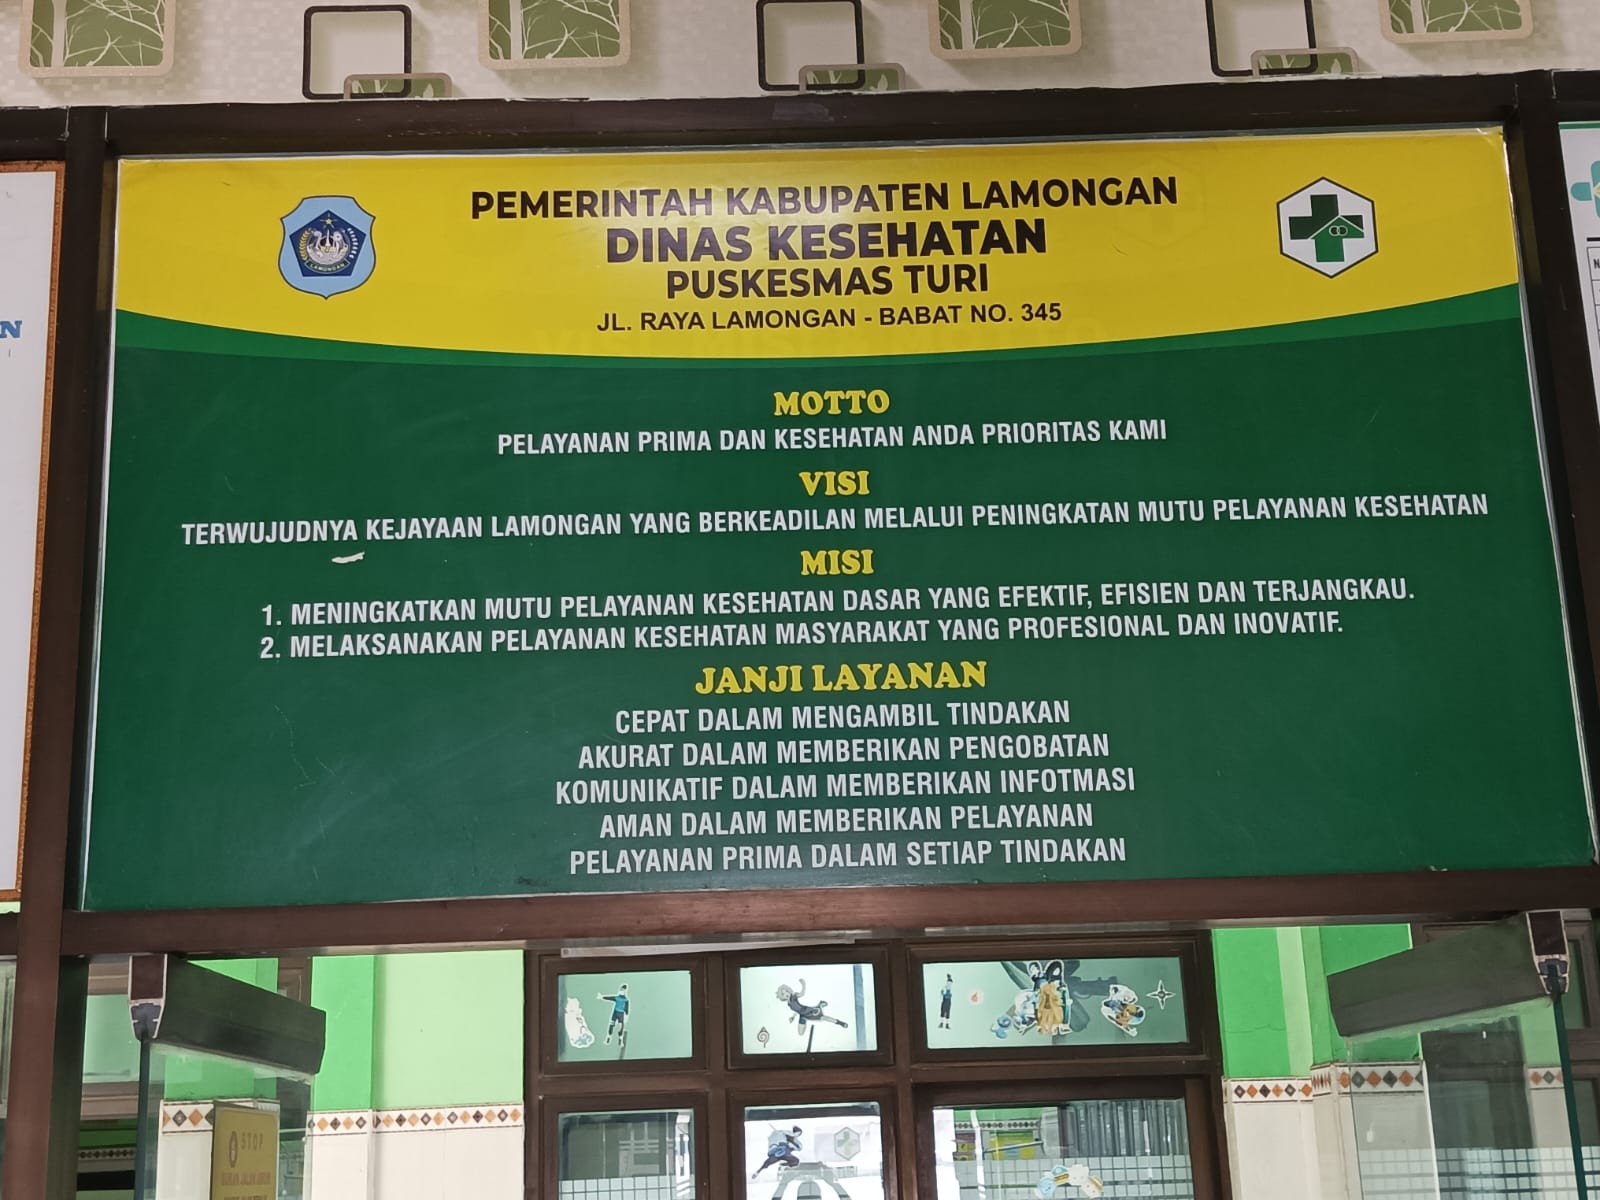 PEMERINTAH KABUPATEN LAMONGAN
DINAS KESEHATAN
PUSKESMAS TURI
JL. RAYA LAMONGAN - BABAT NO. 345
LAMONGAN
MOTTO
PELAYANAN PRIMA DAN KESEHATAN ANDA PRIORITAS KAMI
VISI
TERWUJUDNYA KEJAYAAN LAMONGAN YANG BERKEADILAN MELALUI PENINGKATAN MUTU PELAYANAN KESEHATAN
MISI
1. MENINGKATKAN MUTU PELAYANAN KESEHATAN DASAR YANG EFEKTIF, EFISIEN DAN TERJANGKAU.
2. MELAKSANAKAN PELAYANAN KESEHATAN MASYARAKAT YANG PROFESIONAL DAN INOVATIF.
JANJI LAYANAN
CEPAT DALAM MENGAMBIL TINDAKAN
AKURAT DALAM MEMBERIKAN PENGOBATAN
KOMUNIKATIF DALAM MEMBERIKAN INFOTMASI
AMAN DALAM MEMBERIKAN PELAYANAN
PELAYANAN PRIMA DALAM SETIAP TINDAKAN
STOP